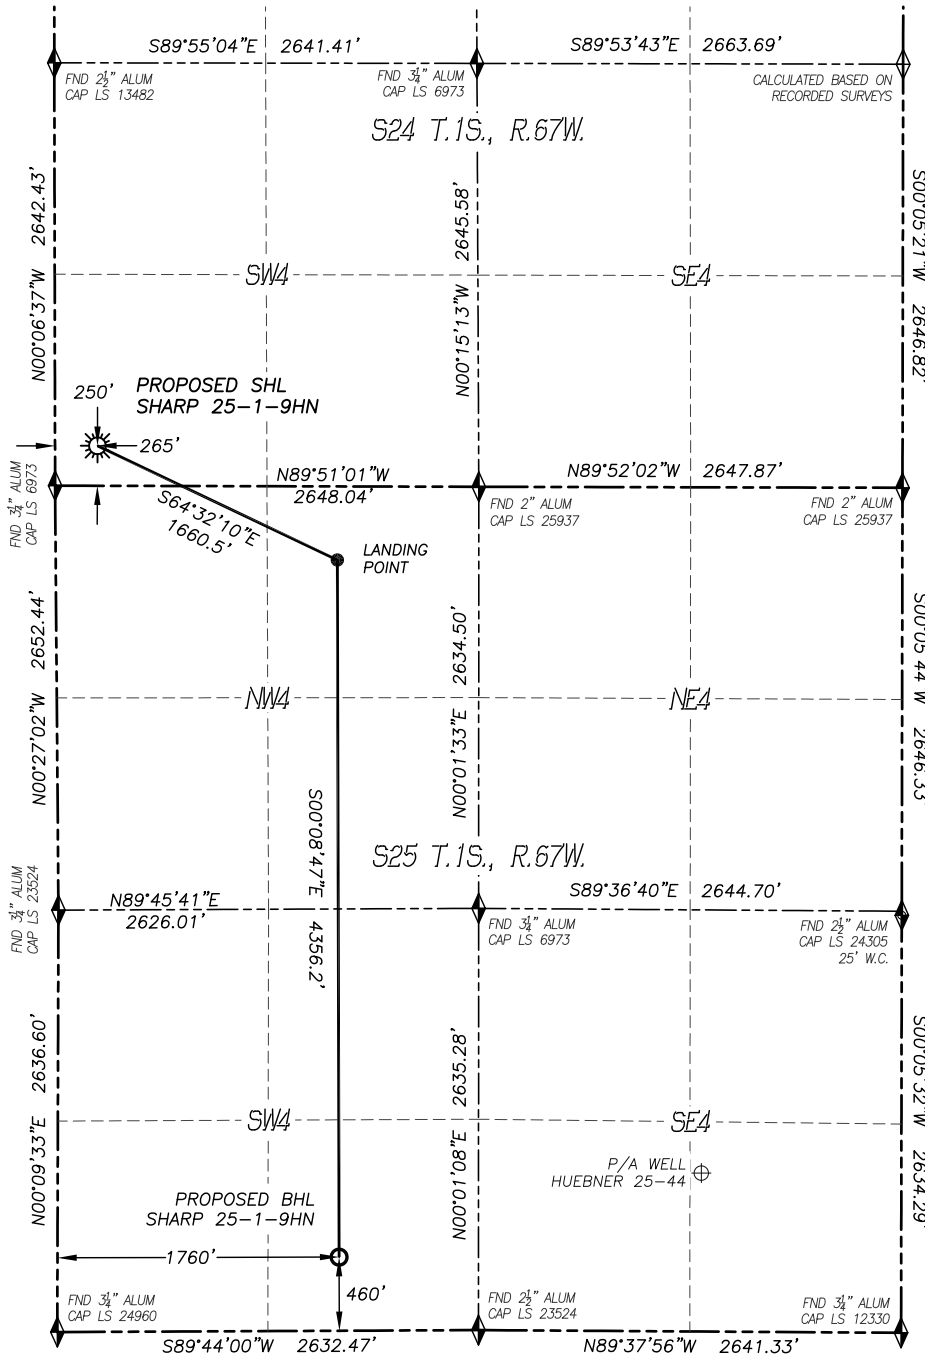 S89°55'04"E 2641.41'
S89°53'43"E 2663.69'
FND 2½" ALUM
CAP LS 13482
FND 3¼" ALUM
CAP LS 6973
CALCULATED BASED ON
RECORDED SURVEYS
S24 T.1S., R.67W.
N00°06'37"W 2642.43'
N00°15'13"W 2645.58'
S00°05'21"W 2646.82'
SW4
SE4
250'
PROPOSED SHL
SHARP 25-1-9HN
265'
FND 3¼" ALUM
CAP LS 6973
N89°51'01"W
2648.04'
N89°52'02"W 2647.87'
S64°32'10"E
1660.5'
FND 2" ALUM
CAP LS 25937
FND 2" ALUM
CAP LS 25937
LANDING
POINT
N00°27'02"W 2652.44'
N00°01'33"E 2634.50'
S00°05'44"W 2646.33'
NW4
NE4
S00°08'47"E 4356.2'
S25 T.1S., R.67W.
FND 3¼" ALUM
CAP LS 23524
N89°45'41"E
2626.01'
S89°36'40"E 2644.70'
FND 3¼" ALUM
CAP LS 6973
FND 2½" ALUM
CAP LS 24305
25' W.C.
N00°09'33"E 2636.60'
N00°01'08"E 2635.28'
S00°05'32"W 2634.29'
SW4
SE4
P/A WELL
HUEBNER 25-44
PROPOSED BHL
SHARP 25-1-9HN
1760'
460'
FND 3¼" ALUM
CAP LS 24960
FND 2½" ALUM
CAP LS 23524
FND 3¼" ALUM
CAP LS 12330
S89°44'00"W 2632.47'
N89°37'56"W 2641.33'